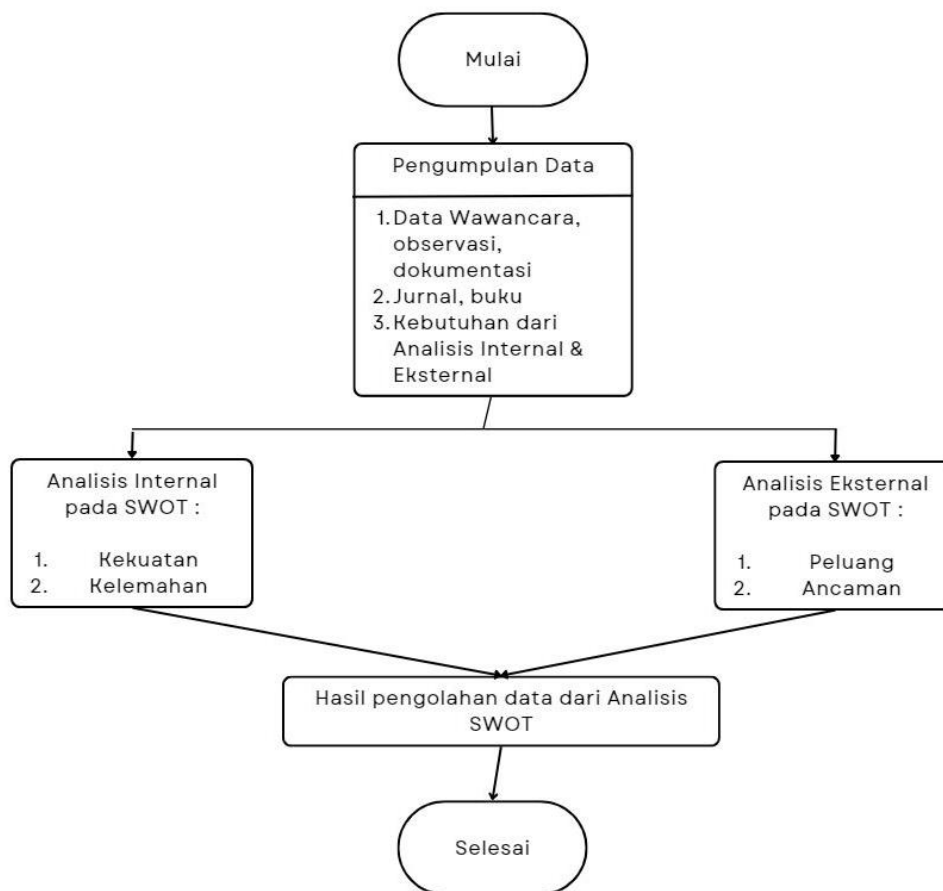 Mulai
Pengumpulan Data
1. Data Wawancara,
observasi,
dokumentasi
2. Jurnal, buku
3. Kebutuhan dari
Analisis Internal &
Eksternal
Analisis Internal
pada SWOT :
1. Kekuatan
2. Kelemahan
Analisis Eksternal
pada SWOT :
1. Peluang
2. Ancaman
Hasil pengolahan data dari Analisis
SWOT
Selesai